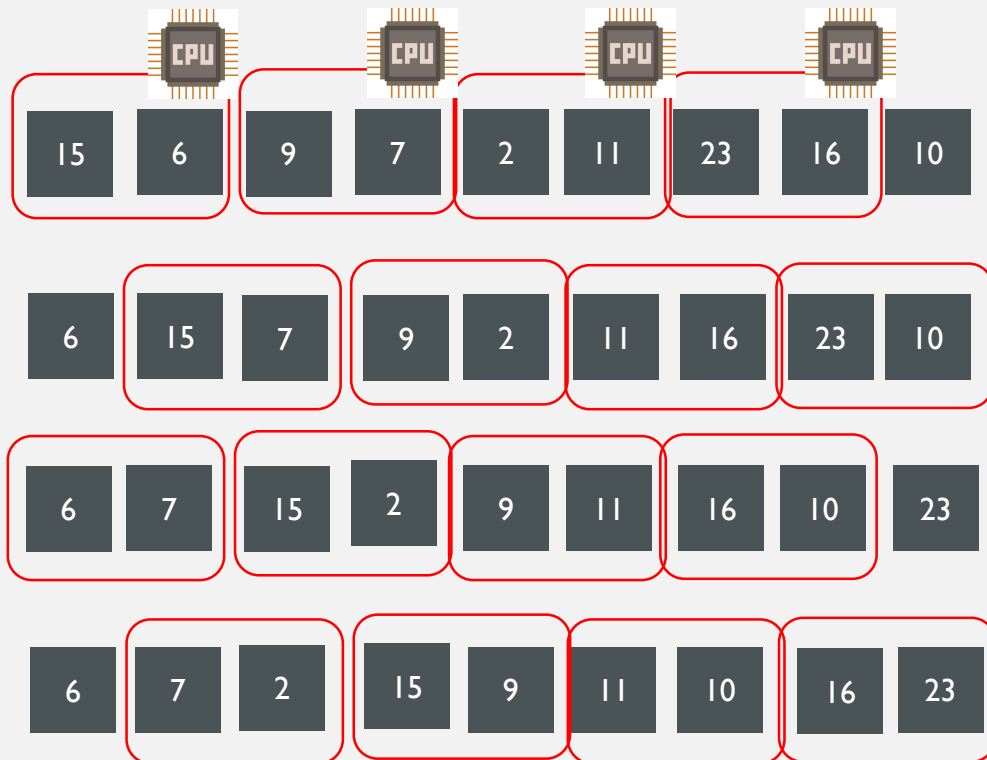 CPU CPU CPU CPU
15 6 9 7 2 11 23 16 10
6 15 7 9 2 11 16 23 10
6 7 15 2 9 11 16 10 23
6 7 2 15 9 11 10 16 23